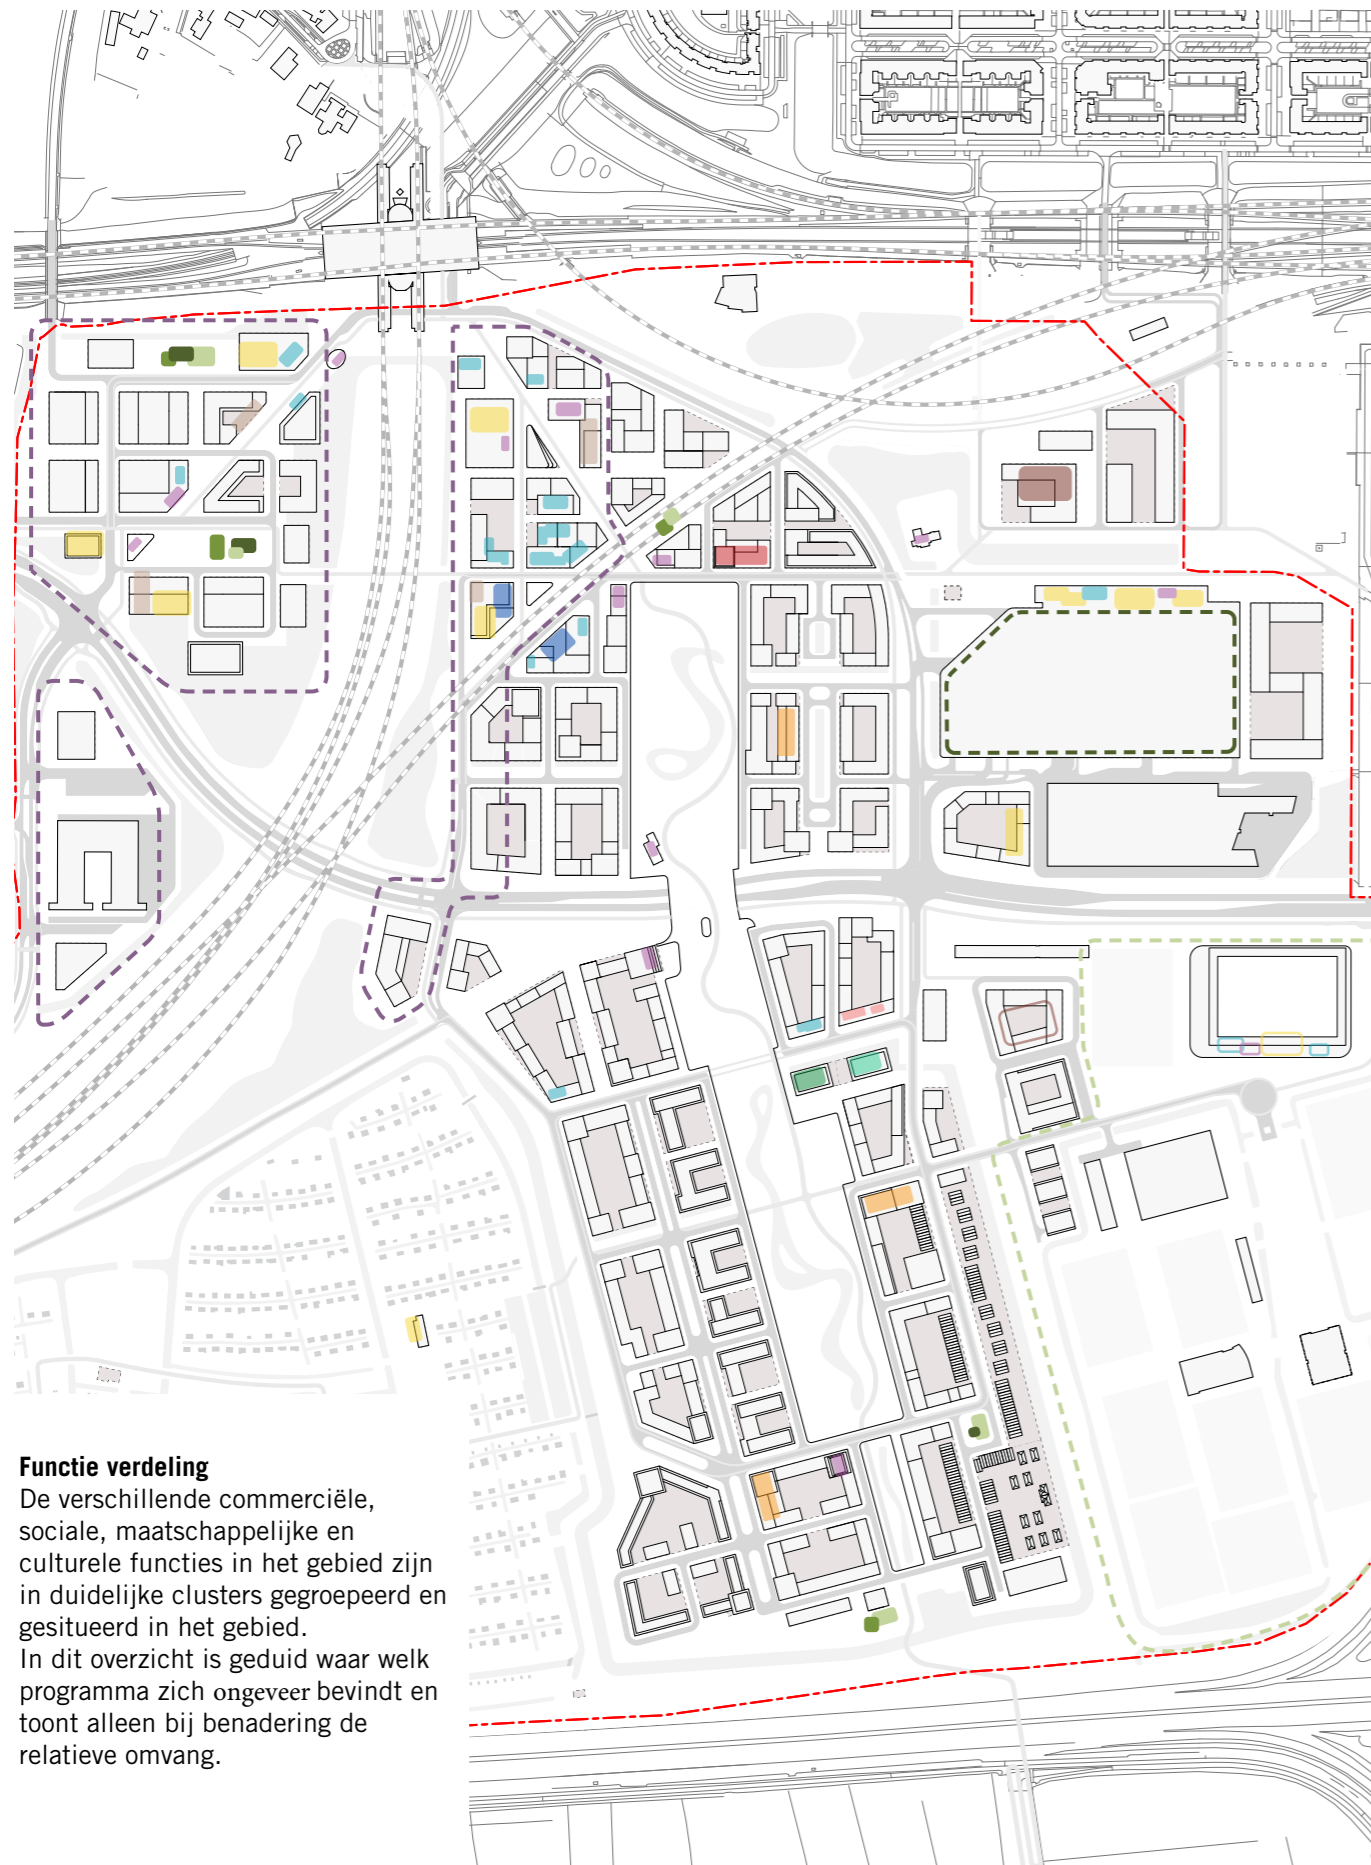 Functie verdeling
De verschillende commerciële,
sociale, maatschappelijke en
culturele functies in het gebied zijn
in duidelijke clusters gegroepeerd en
gesitueerd in het gebied.
In dit overzicht is geduid waar welk
programma zich ongeveer bevindt en
toont alleen bij benadering de
relatieve omvang.